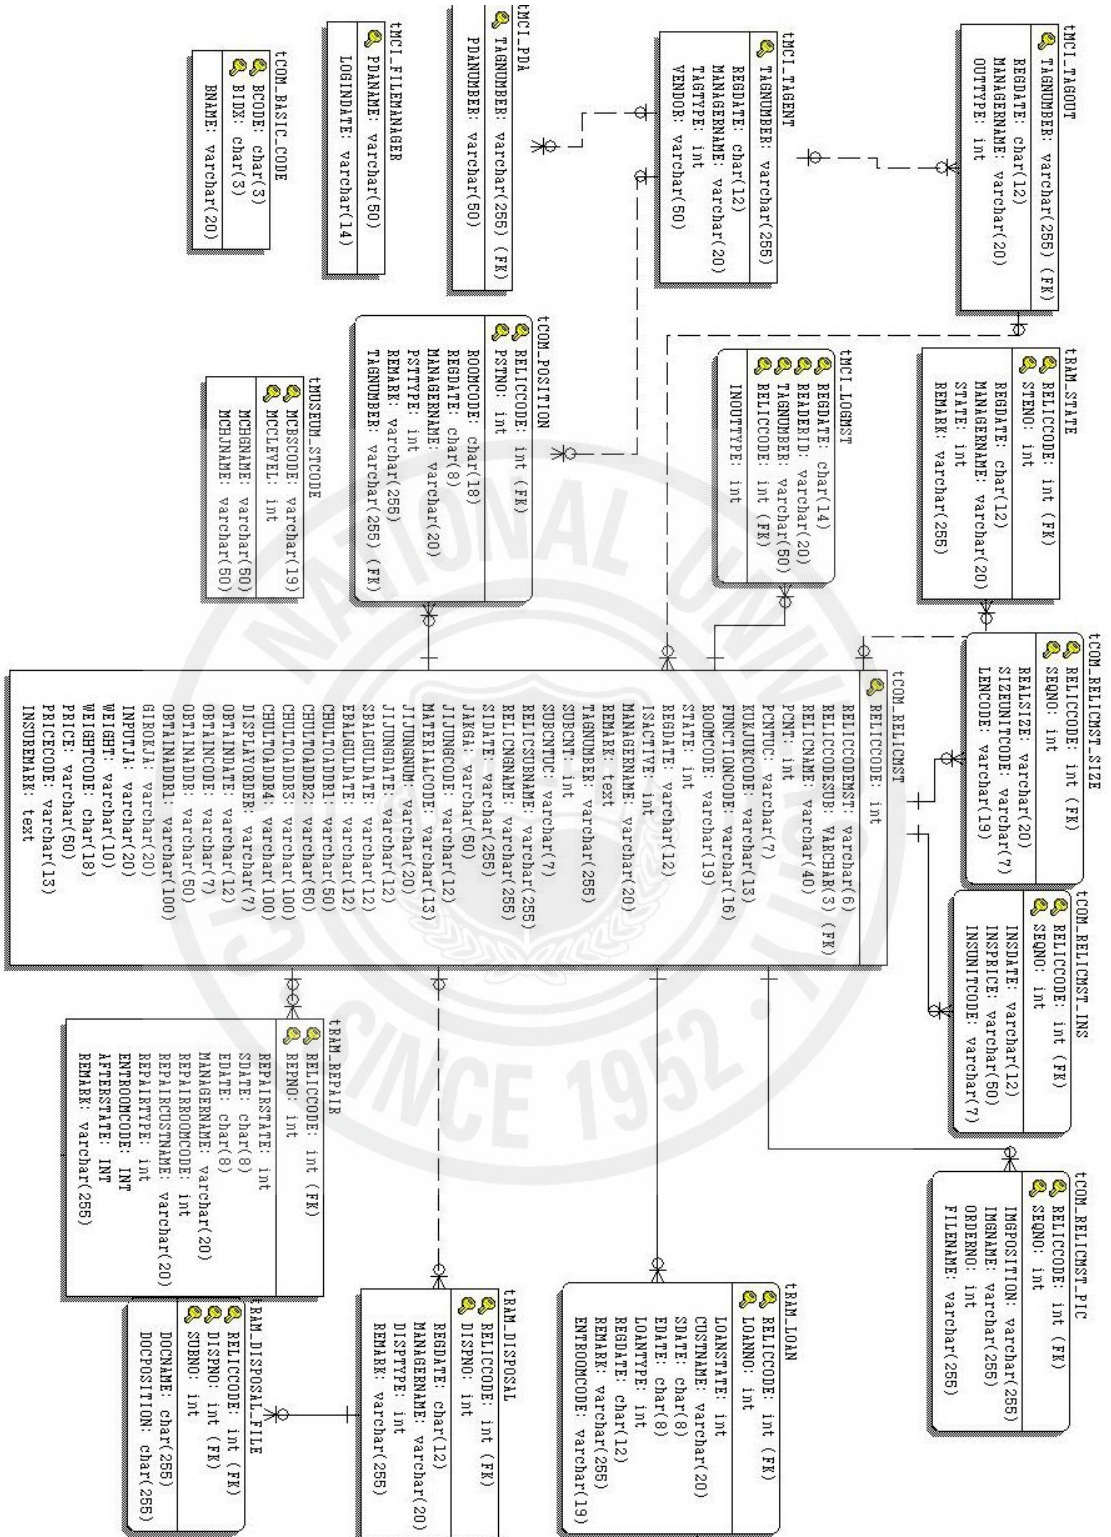 tMCI_TAGOUT
TAGNUMBER: varchar(255) (FK)
REGDATE: char(12)
MANAGERNAME: varchar(20)
OUTTYPE: int
tRAM_STATE
RELICCODE: int (FK)
STENO: int
REGDATE: char(12)
MANAGERNAME: varchar(20)
STATE: int
REMARK: varchar(255)
tCOM_RELICMST_SIZE
RELICCODE: int (FK)
SEQNO: int
REALSIZE: varchar(20)
SIZEUNITCODE: varchar(7)
LENCODE: varchar(19)
tCOM_RELICMST_INS
RELICCODE: int (FK)
SEQNO: int
INSDATE: varchar(12)
INSPRICE: varchar(50)
INSUNITCODE: varchar(7)
tCOM_RELICMST_PIC
RELICCODE: int (FK)
SEQNO: int
IMGPOSITION: varchar(255)
IMGNAME: varchar(255)
ORDERNO: int
FILENAME: varchar(255)
tMCI_TAGENT
TAGNUMBER: varchar(255)
REGDATE: char(12)
MANAGERNAME: varchar(20)
TAGTYPE: int
VENDOR: varchar(50)
tMCI_LOGMST
REGDATE: char(14)
READERID: varchar(20)
TAGNUMBER: varchar(50)
RELICCODE: int (FK)
INOUTTYPE: int
tCOM_RELICMST
RELICCODE: int
RELICCODEMST: varchar(6)
RELICCODESUB: VARCHAR(3) (FK)
RELICNAME: varchar(40)
PCNT: int
PCNTUC: varchar(7)
KUKJUKCODE: varchar(13)
FUNCTIONCODE: varchar(16)
ROOMCODE: varchar(19)
STATE: int
REGDATE: varchar(12)
ISACTIVE: int
MANAGERNAME: varchar(20)
REMARK: text
TAGNUMBER: varchar(255)
SUBCNT: int
SUBCNTUC: varchar(7)
RELICSUBNAME: varchar(255)
RELICNGNAME: varchar(255)
SIDATE: varchar(255)
JAKGA: varchar(50)
JIJUNGCODE: varchar(12)
MATERIALCODE: varchar(13)
JIJUNGNUM: varchar(20)
JIJUNGDATE: varchar(12)
SBALGULDATE: varchar(12)
EBALGULDATE: varchar(12)
CHULTOADDR1: varchar(50)
CHULTOADDR2: varchar(50)
CHULTOADDR3: varchar(100)
CHULTOADDR4: varchar(100)
DISPLAYORDER: varchar(7)
OBTAINDATE: varchar(12)
OBTAINCODE: varchar(7)
OBTAINADDR: varchar(50)
OBTAINADDR1: varchar(100)
GIROKJA: varchar(20)
INPUTJA: varchar(20)
WEIGHT: varchar(10)
WEIGHTCODE: char(18)
PRICE: varchar(50)
PRICECODE: varchar(13)
INSUREMARK: text
tRAM_LOAN
RELICCODE: int (FK)
LOANNO: int
LOANSTATE: int
CUSTNAME: varchar(20)
SDATE: char(8)
EDATE: char(8)
LOANTYPE: int
REGDATE: char(12)
REMARK: varchar(255)
ENTROOMCODE: varchar(19)
tMCI_PDA
TAGNUMBER: varchar(255) (FK)
PDANUMBER: varchar(50)
tCOM_POSITION
RELICCODE: int (FK)
PSTNO: int
ROOMCODE: char(18)
REGDATE: char(8)
MANAGERNAME: varchar(20)
PSTTYPE: int
REMARK: varchar(255)
TAGNUMBER: varchar(255) (FK)
tRAM_DISPOSAL
RELICCODE: int (FK)
DISPNO: int
REGDATE: char(12)
MANAGERNAME: varchar(20)
DISPTYPE: int
REMARK: varchar(255)
tMCI_FILEMANAGER
PDANAME: varchar(50)
LOGINDATE: varchar(14)
tRAM_REPAIR
RELICCODE: int (FK)
REPNO: int
REPAIRSTATE: int
SDATE: char(8)
EDATE: char(8)
MANAGERNAME: varchar(20)
REPAIRROOMCODE: int
REPAIRCUSTNAME: varchar(20)
REPAIRTYPE: int
ENTROOMCODE: INT
AFTERSTATE: INT
REMARK: varchar(255)
tCOM_BASIC_CODE
BCODE: char(3)
BIDX: char(3)
BNAME: varchar(20)
tMUSEUM_STCODE
MCBSCODE: varchar(19)
MCCLEVEL: int
MCHGNAME: varchar(50)
MCHJNAME: varchar(50)
tRAM_DISPOSAL_FILE
RELICCODE: int (FK)
DISPNO: int (FK)
SUBNO: int
DOCNAME: char(255)
DOCPOSITION: char(255)
NATIONAL
SINCE 1952